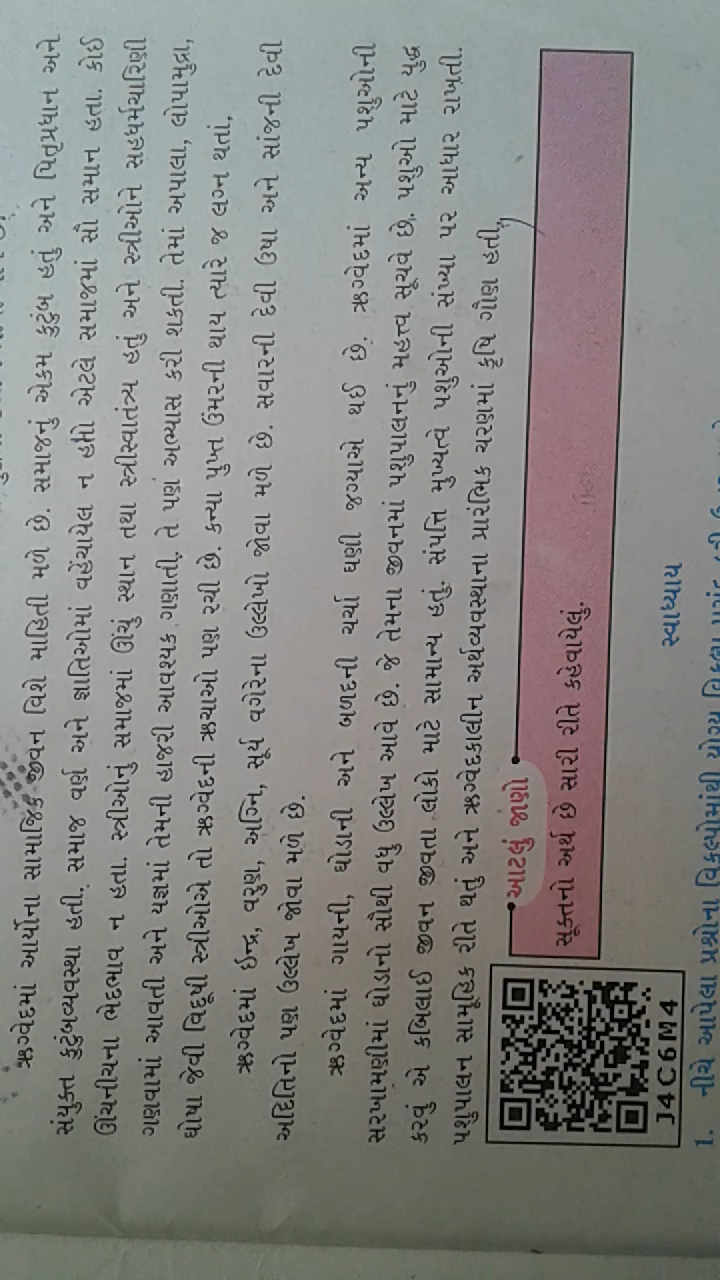 ઋગ્વેદમાં આર્યોના સામાજિક જીવન વિશે માહિતી મળે છે. સમાજનું એકમ કુટુંબ હતું અને પિતૃપ્રધાન અને
સંયુક્ત કુટુંબવ્યવસ્થા હતી. સમાજ વર્ણ અને જ્ઞાતિઓમાં વહેંચાયેલ ન હતો એટલે સમાજમાં સૌ સમાન હતા. કોઈ
ઊંચનીચના ભેદભાવ ન હતા. સ્ત્રીઓનું સમાજમાં ઊંચું સ્થાન તથા સ્ત્રીસ્વાતંત્ર્ય હતું અને સ્ત્રીઓને સહધર્મચારિણી
ગણવામાં આવતી અને યજ્ઞમાં તેમની હાજરી આવશ્યક ગણાતી. તે પણ અભ્યાસ કરી શકતી. તેમાં અપાલા, લોપામુદ્રા,
ઘોષા જેવી વિદુષી સ્ત્રીઓએ તો ઋગ્વેદની ઋચાઓ પણ રચી છે. કન્યા પુખ્ત ઉંમરની થાય ત્યારે જ લગ્ન થતાં.
ઋગ્વેદમાં ઈન્દ્ર, વરુણ, અગ્નિ, સૂર્ય વગેરેના ઉલ્લેખો જોવા મળે છે. સવારની દેવી ઉષા અને સાંજની દેવી
અદિતિનો પણ ઉલ્લેખ જોવા મળે છે.
ઋગ્વેદમાં ગાયની, ઘોડાની અને બળદની ચર્ચા ઘણી જગ્યાએ થઈ છે. ઋગ્વેદમાં અન્ય પશુઓની
સરખામણીમાં ઘોડાનો સૌથી વધુ ઉલ્લેખ આવે છે. જે તેમના જીવનમાં પશુપાલનનું મહત્ત્વ સૂચવે છે. પશુઓ માટે યુદ્ધ
કરવું એ કબિલાઈ જીવન જીવતા લોકો માટે સામાન્ય હતું. સંપત્તિ મુખ્યત્વે પશુઓની સંખ્યા પર આધાર રાખતી.
પશુપાલન સામૂહિક રીતે થતું અને ઋગ્વેદકાલીન અર્થવ્યવસ્થાના પ્રારંભિક ચરણમાં કૃષિ ગૌણ હતી.
આટલું જાણો
સૂક્તનો અર્થ છે સારી રીતે કહેવાયેલું.
J4C6M4
સ્વાધ્યાય
1. નીચે આપેલા પ્રશ્નોના વિકલ્પોમાંથી યોગ્ય વિકલ્પ